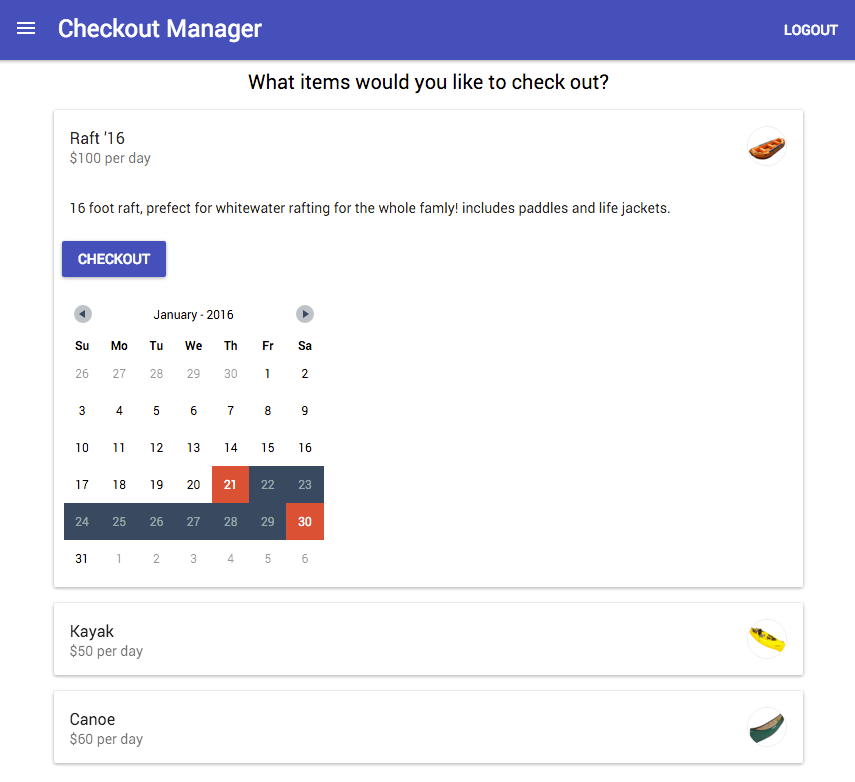 Checkout Manager
LOGOUT
What items would you like to check out?
Raft '16
$100 per day
16 foot raft, prefect for whitewater rafting for the whole famly! includes paddles and life jackets.
CHECKOUT
January - 2016
Su Mo Tu We Th Fr Sa
26 27 28 29 30 1 2
3 4 5 6 7 8 9
10 11 12 13 14 15 16
17 18 19 20 21 22 23
24 25 26 27 28 29 30
31 1 2 3 4 5 6
Kayak
$50 per day
Canoe
$60 per day